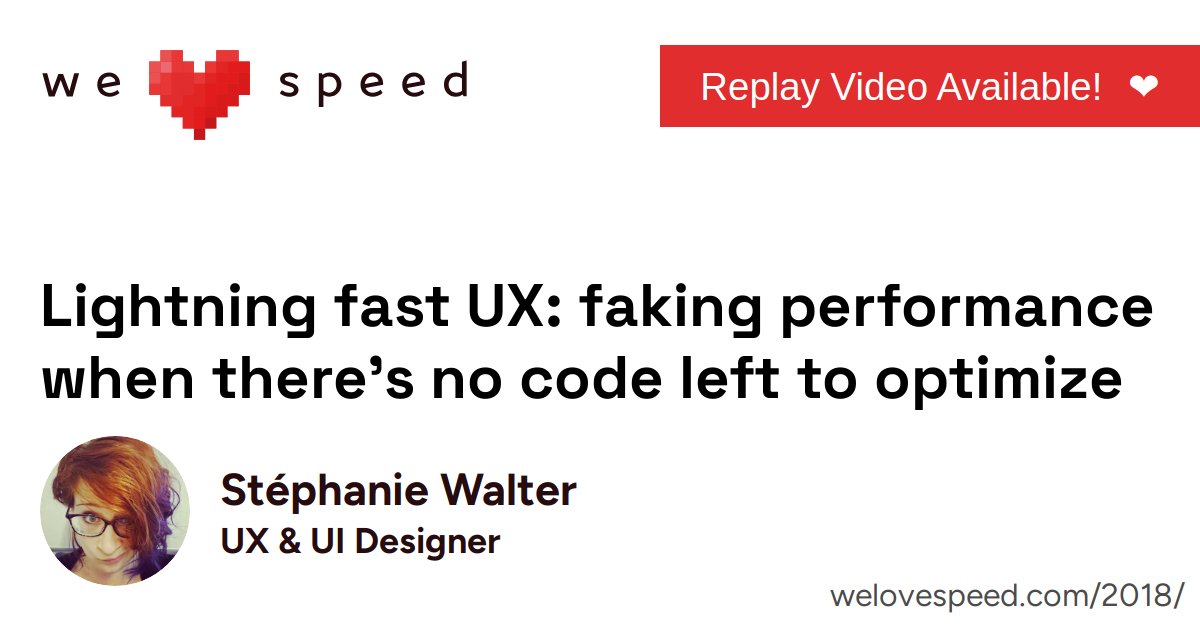 we speed
Replay Video Available! ❤
Lightning fast UX: faking performance
when there’s no code left to optimize
Stéphanie Walter
UX & UI Designer
welovespeed.com/2018/